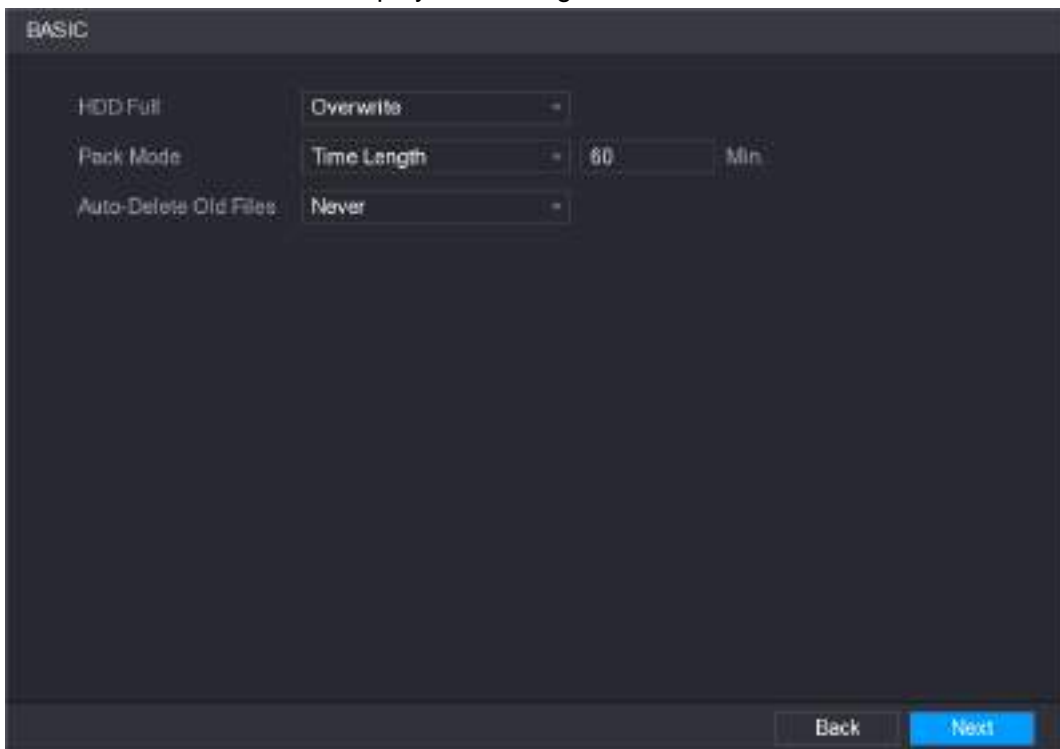 BASIC
HDD Full Overwrite
Pack Mode Time Length 60 Min
Auto-Delete Old Files Never
Back Next